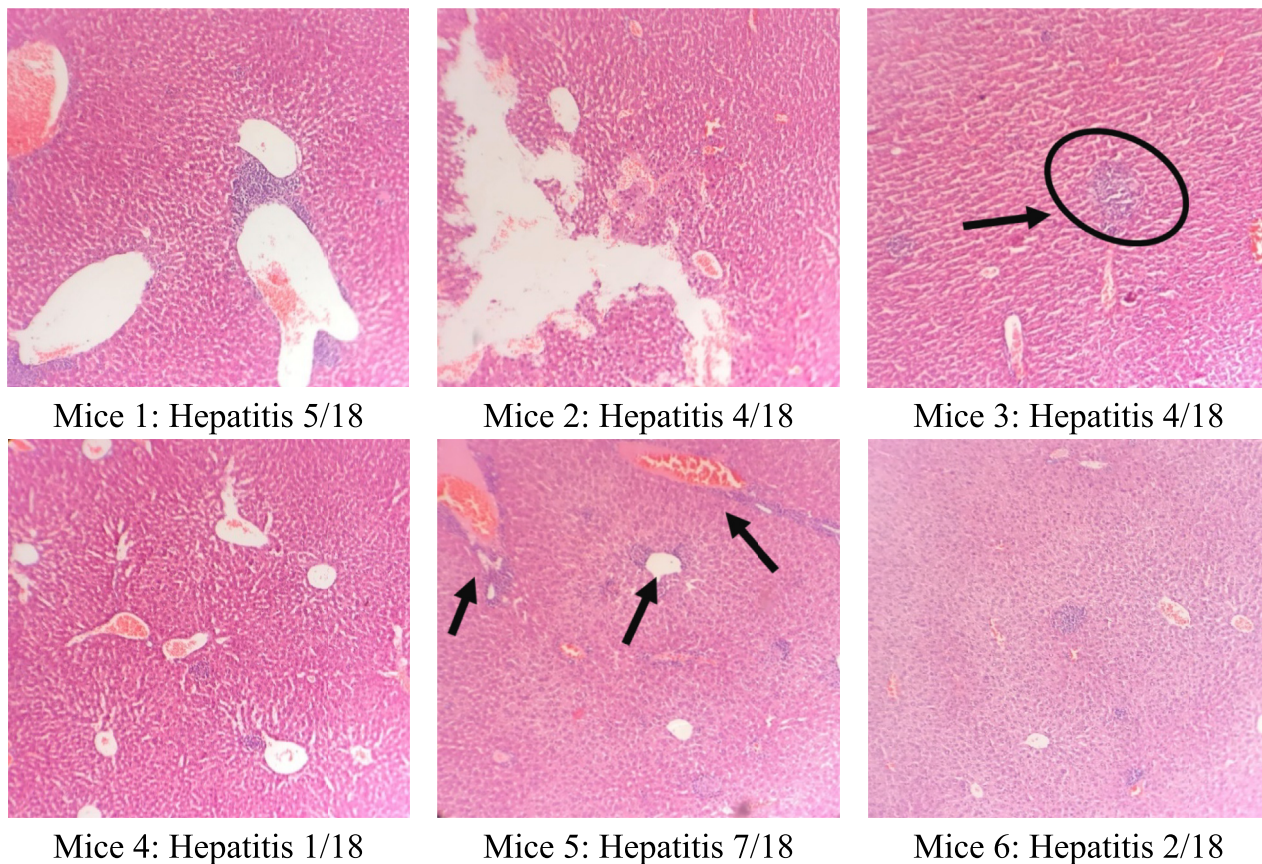 Mice 1: Hepatitis 5/18
Mice 2: Hepatitis 4/18
Mice 3: Hepatitis 4/18
Mice 4: Hepatitis 1/18
Mice 5: Hepatitis 7/18
Mice 6: Hepatitis 2/18